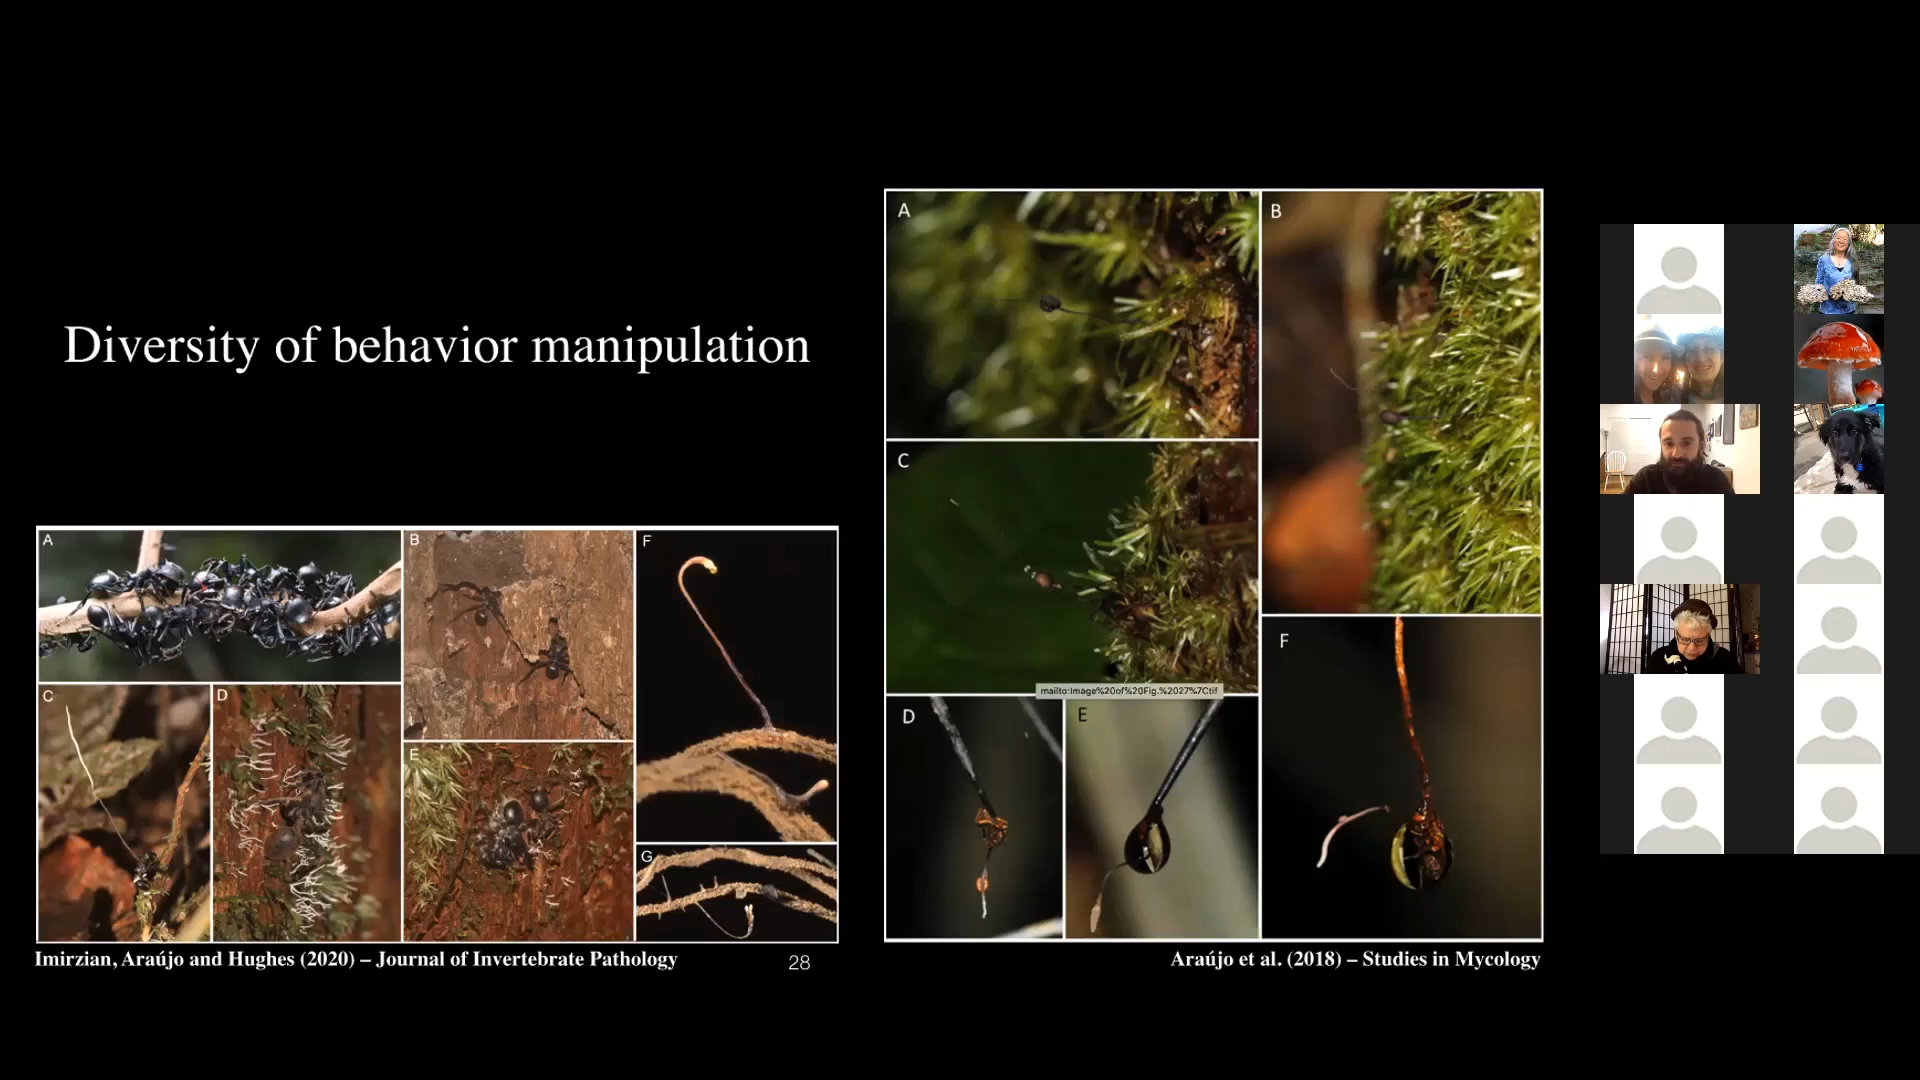 Diversity of behavior manipulation
A
B
F
C
D
E
G
Imirzian, Araújo and Hughes (2020) – Journal of Invertebrate Pathology
28
A
B
C
mailto:Image%20of%20Fig.%2027%7Ctif
D
E
F
Araújo et al. (2018) – Studies in Mycology